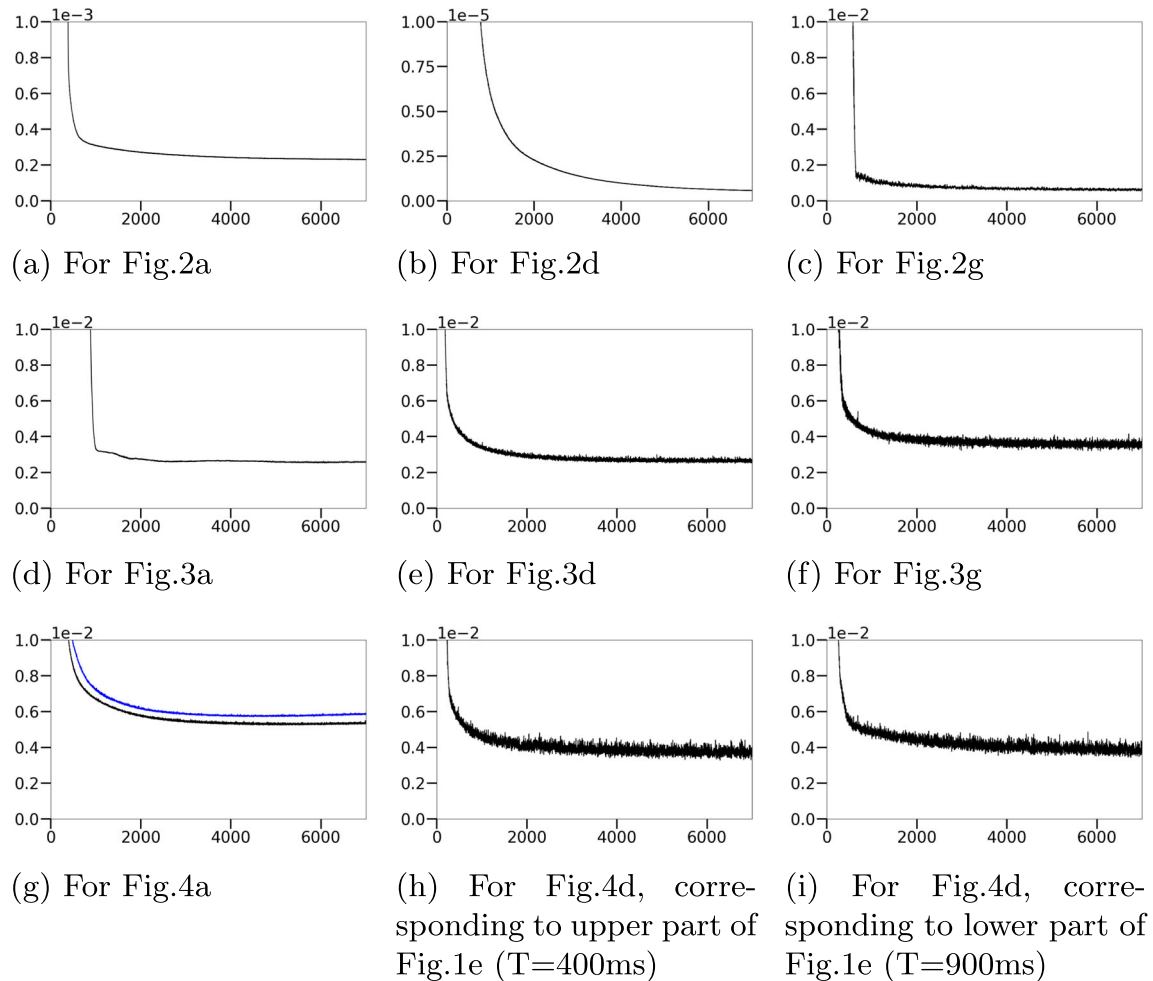 1e−3 1e−5 1e−2
1.0 1.00 1.0
0.8 0.75 0.8
0.6 0.6
0.50
0.4 0.4
0.25
0.2 0.2
0.0 0.00 0.0
0 2000 4000 6000 0 2000 4000 6000 0 2000 4000 6000
(a) For Fig.2a (b) For Fig.2d (c) For Fig.2g
1e−2 1e−2 1e−2
1.0 1.0 1.0
0.8 0.8 0.8
0.6 0.6 0.6
0.4 0.4 0.4
0.2 0.2 0.2
0.0 0.0 0.0
0 2000 4000 6000 0 2000 4000 6000 0 2000 4000 6000
(d) For Fig.3a (e) For Fig.3d (f) For Fig.3g
1e−2 1e−2 1e−2
1.0 1.0 1.0
0.8 0.8 0.8
0.6 0.6 0.6
0.4 0.4 0.4
0.2 0.2 0.2
0.0 0.0 0.0
0 2000 4000 6000 0 2000 4000 6000 0 2000 4000 6000
(g) For Fig.4a
(h) For Fig.4d, corre-
sponding to upper part of
Fig.1e (T=400ms)
(i) For Fig.4d, corre-
sponding to lower part of
Fig.1e (T=900ms)